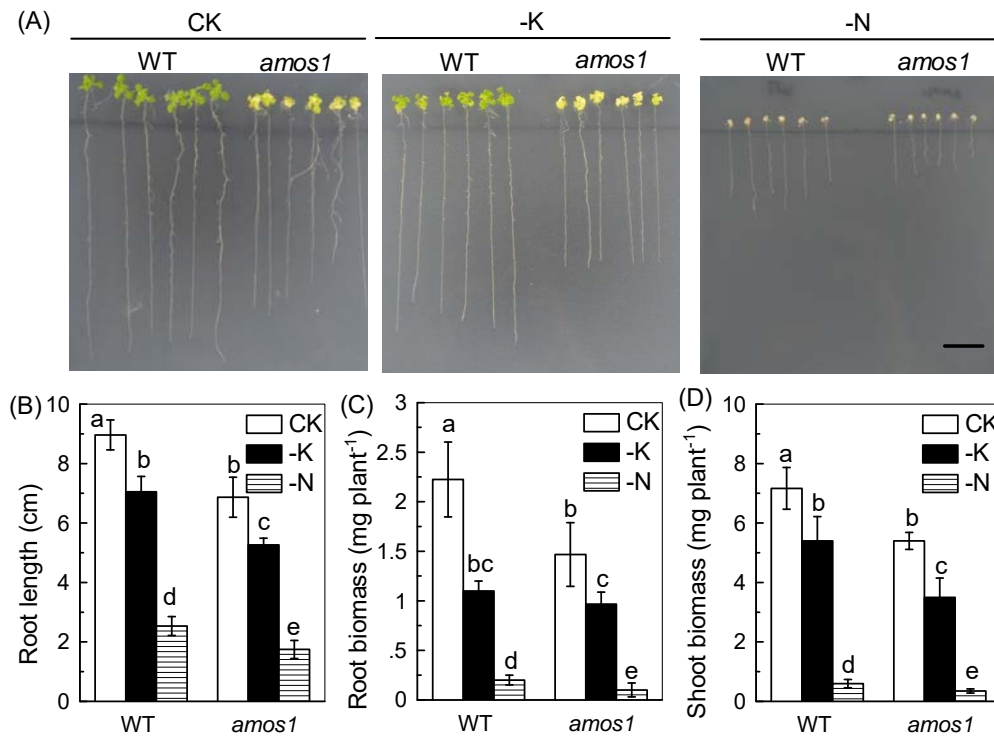 (A) CK -K -N
WT amos1 WT amos1 WT amos1
(B) (C) (D)
10
8
6
4
2
0
Root length (cm)
a
b
d
b
c
e
CK
-K
-N
WT amos1
3
2.5
2
1.5
1
.5
0
Root biomass (mg plant-1)
a
bc
d
b
c
e
CK
-K
-N
WT amos1
10
8
6
4
2
0
Shoot biomass (mg plant-1)
a
b
d
b
c
e
CK
-K
-N
WT amos1